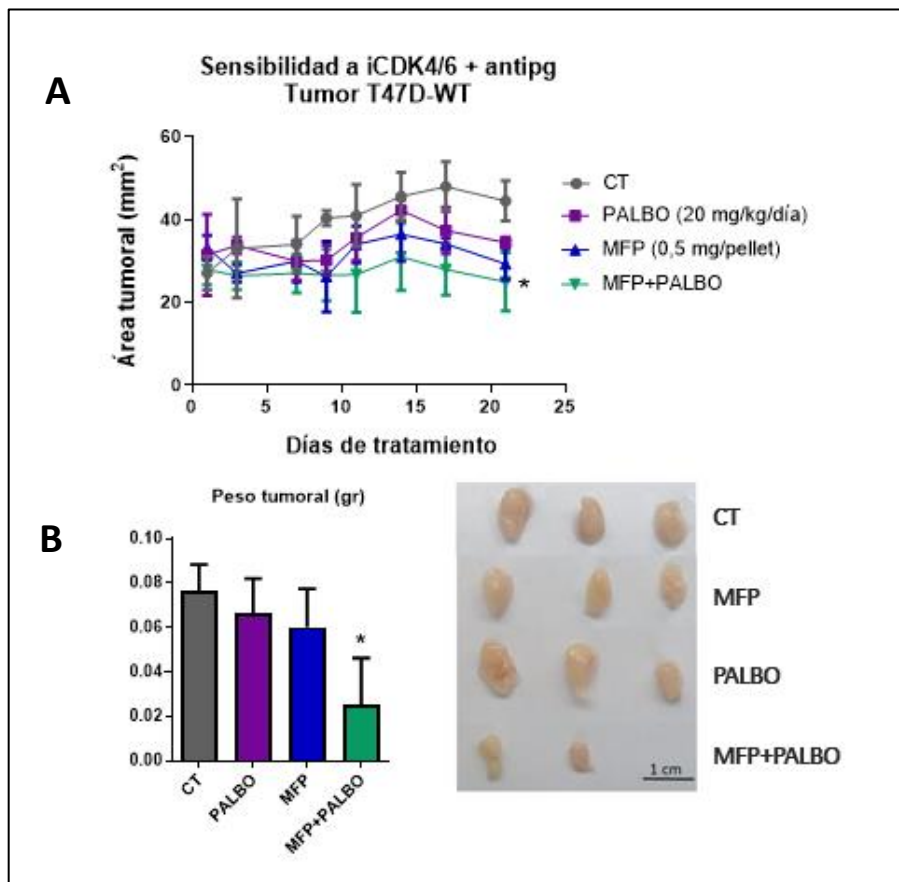 A
Sensibilidad a iCDK4/6 + antipg
Tumor T47D-WT
Área tumoral (mm²)
60
40
20
0
0
5
10
15
20
25
Días de tratamiento
CT
PALBO (20 mg/kg/día)
MFP (0,5 mg/pellet)
MFP+PALBO
*
B
Peso tumoral (gr)
0.10
0.08
0.06
0.04
0.02
0.00
*
CT
PALBO
MFP
MFP+PALBO
CT
MFP
PALBO
MFP+PALBO
1 cm